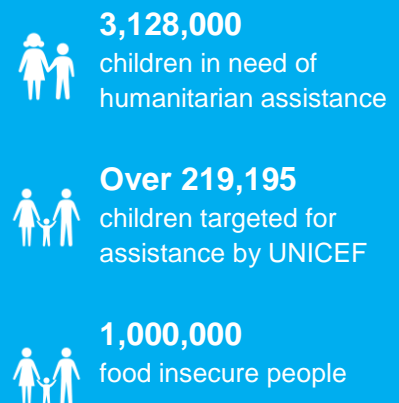 3,128,000
children in need of
humanitarian assistance
Over 219,195
children targeted for
assistance by UNICEF
1,000,000
food insecure people